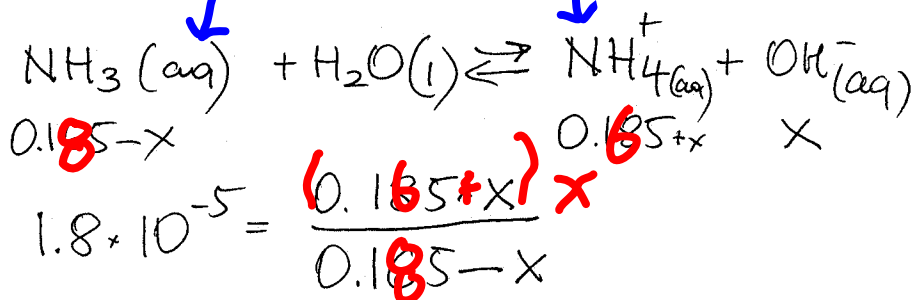 NH₃ (aq) + H₂O(l) ⇌ NH₄⁺(aq) + OH⁻(aq)
0.185-x 0.165+x x
1.8×10⁻⁵ = (0.165+x) x
0.185-x